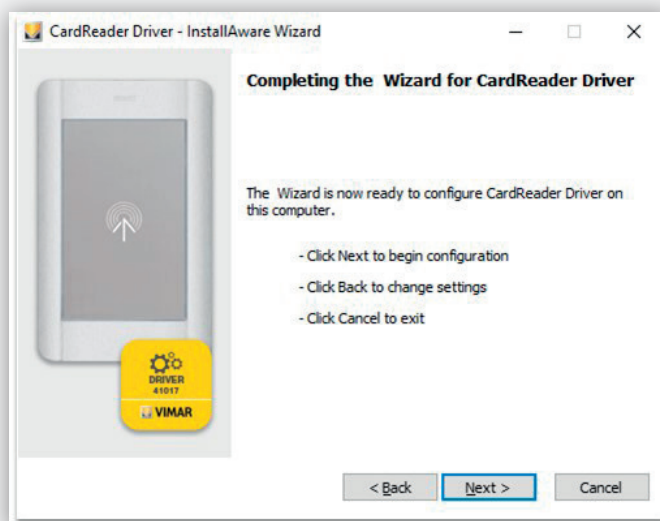 CardReader Driver - InstallAware Wizard
Completing the Wizard for CardReader Driver
The Wizard is now ready to configure CardReader Driver on
this computer.
- Click Next to begin configuration
- Click Back to change settings
- Click Cancel to exit
DRIVER
41017
VIMAR
< Back
Next >
Cancel